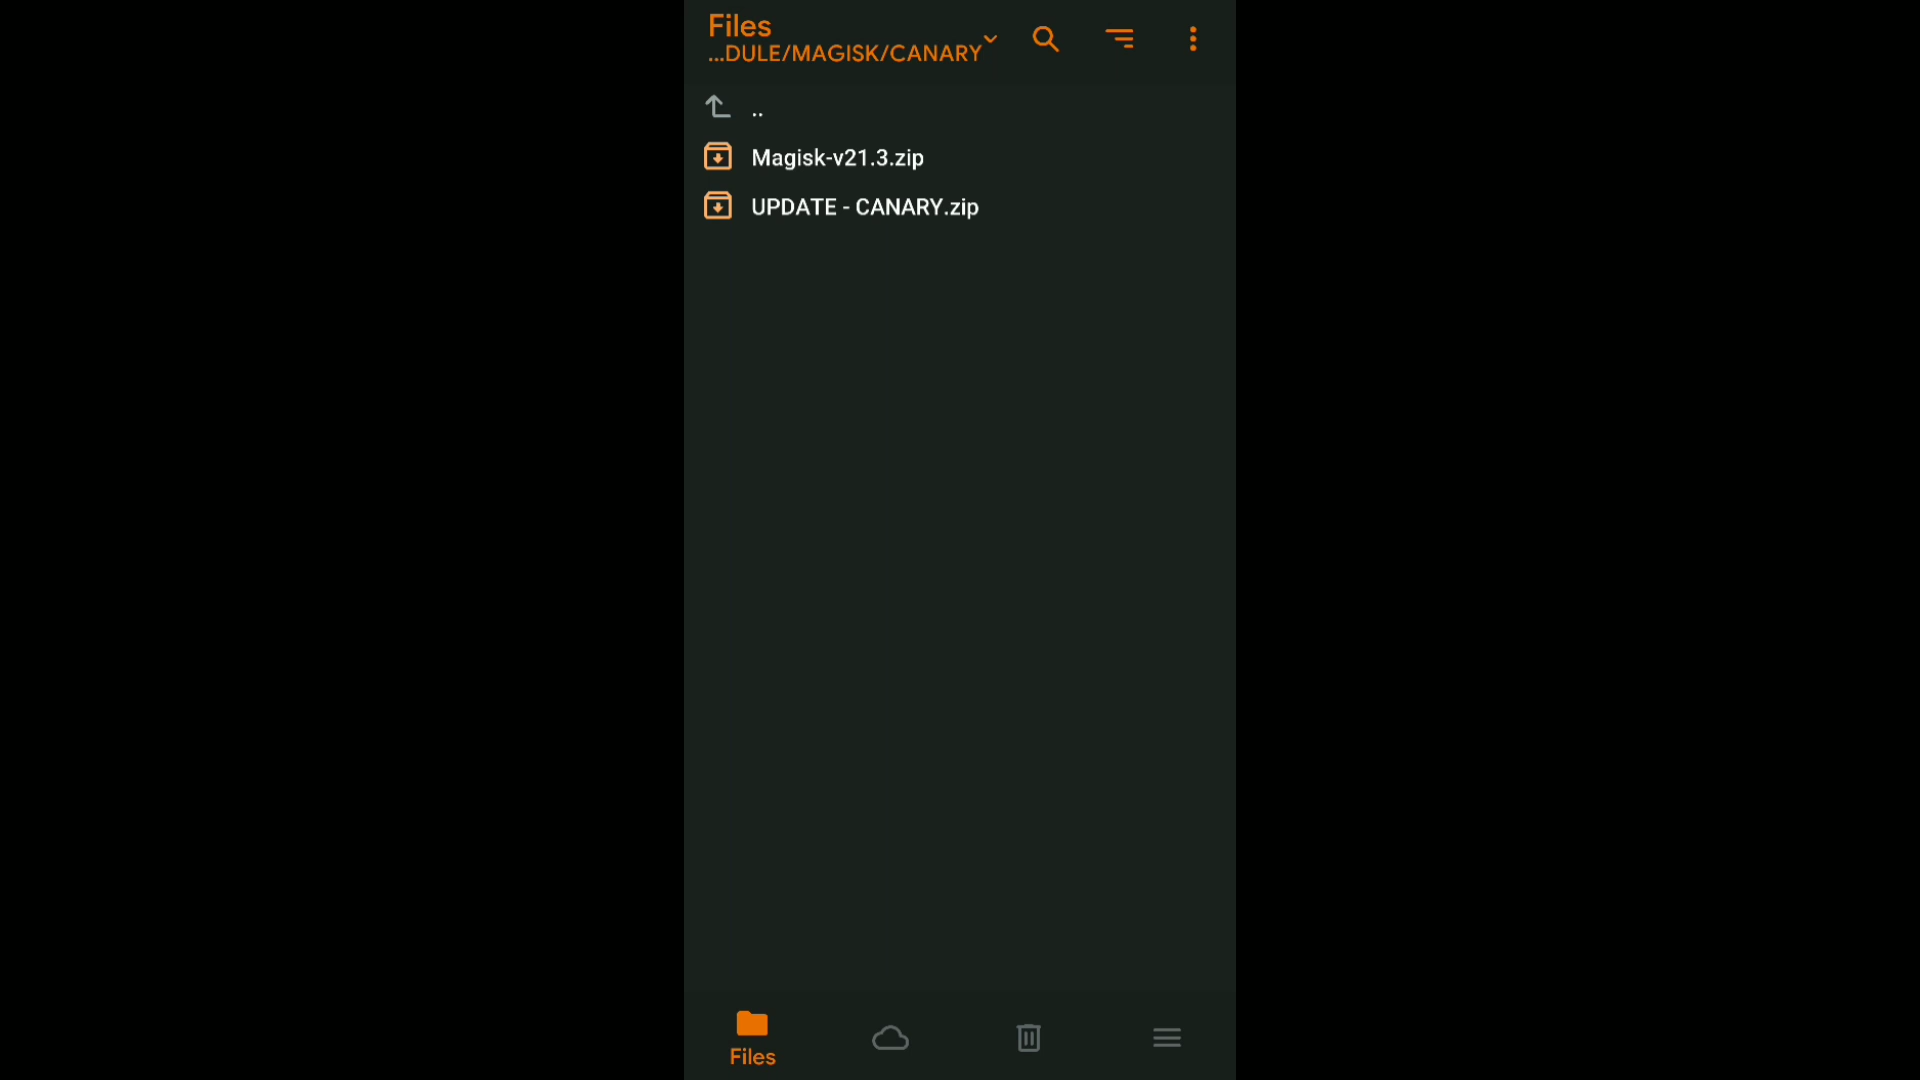 Files
...DULE/MAGISK/CANARY
..
Magisk-v21.3.zip
UPDATE - CANARY.zip
Files